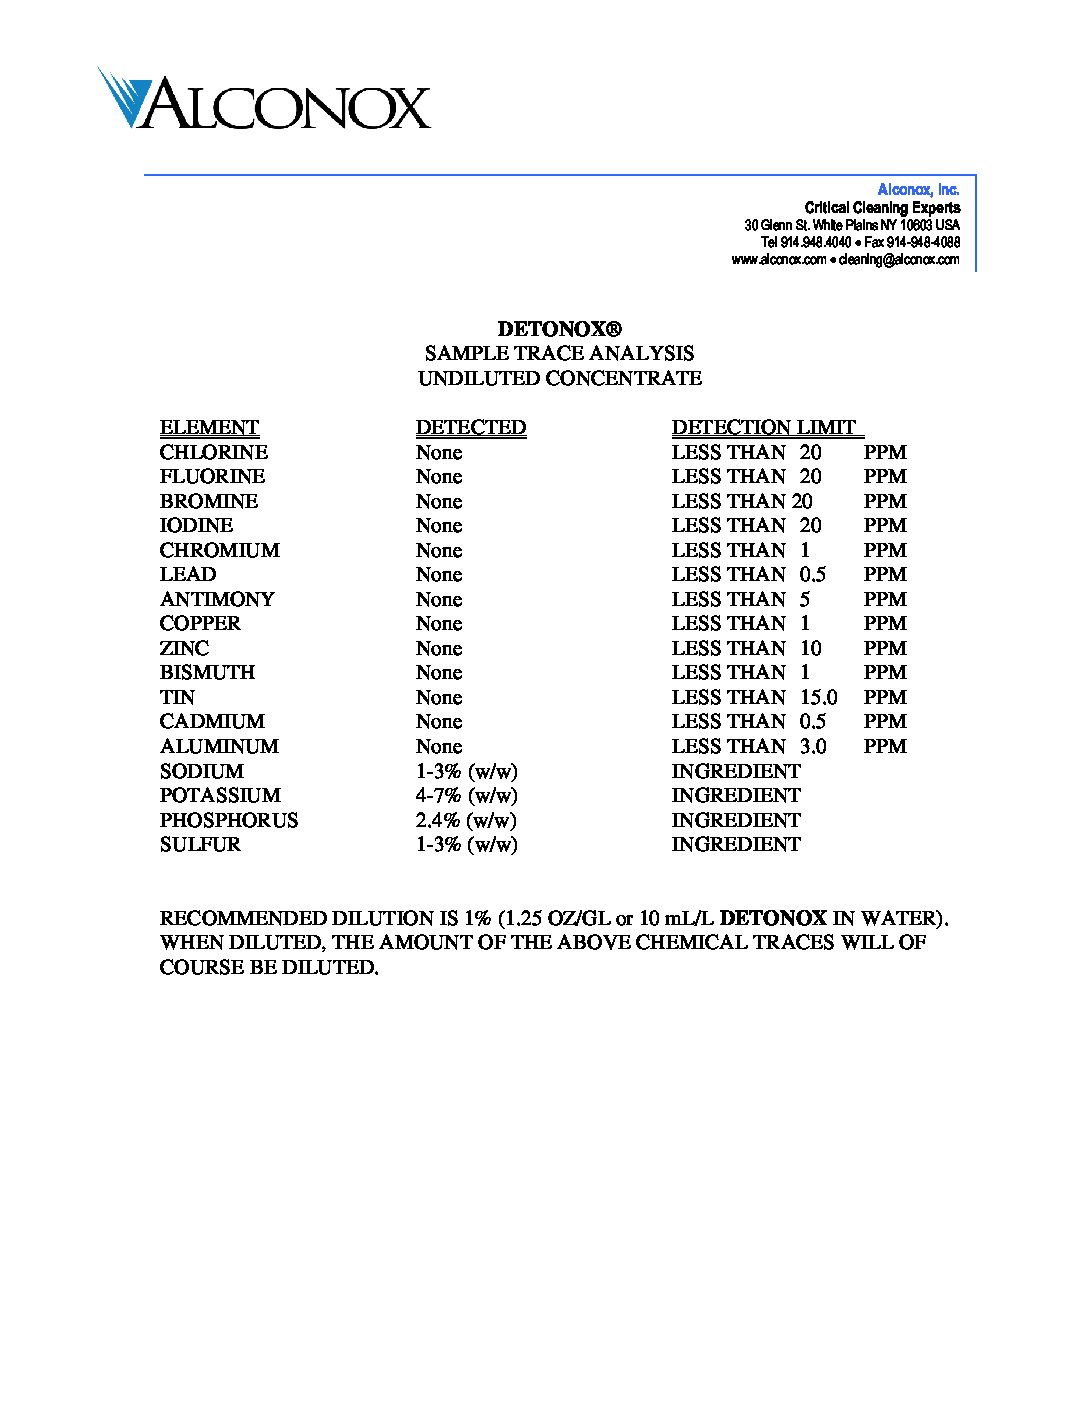 ALCONOX
Alconox, Inc.
Critical Cleaning Experts
30 Glenn St. White Plains NY 10603 USA
Tel 914.948.4040 • Fax 914-948-4088
www.alconox.com • cleaning@alconox.com
DETONOX®
SAMPLE TRACE ANALYSIS
UNDILUTED CONCENTRATE
ELEMENT DETECTED DETECTION LIMIT
CHLORINE None LESS THAN 20 PPM
FLUORINE None LESS THAN 20 PPM
BROMINE None LESS THAN 20 PPM
IODINE None LESS THAN 20 PPM
CHROMIUM None LESS THAN 1 PPM
LEAD None LESS THAN 0.5 PPM
ANTIMONY None LESS THAN 5 PPM
COPPER None LESS THAN 1 PPM
ZINC None LESS THAN 10 PPM
BISMUTH None LESS THAN 1 PPM
TIN None LESS THAN 15.0 PPM
CADMIUM None LESS THAN 0.5 PPM
ALUMINUM None LESS THAN 3.0 PPM
SODIUM 1-3% (w/w) INGREDIENT
POTASSIUM 4-7% (w/w) INGREDIENT
PHOSPHORUS 2.4% (w/w) INGREDIENT
SULFUR 1-3% (w/w) INGREDIENT
RECOMMENDED DILUTION IS 1% (1.25 OZ/GL or 10 mL/L DETONOX IN WATER).
WHEN DILUTED, THE AMOUNT OF THE ABOVE CHEMICAL TRACES WILL OF
COURSE BE DILUTED.